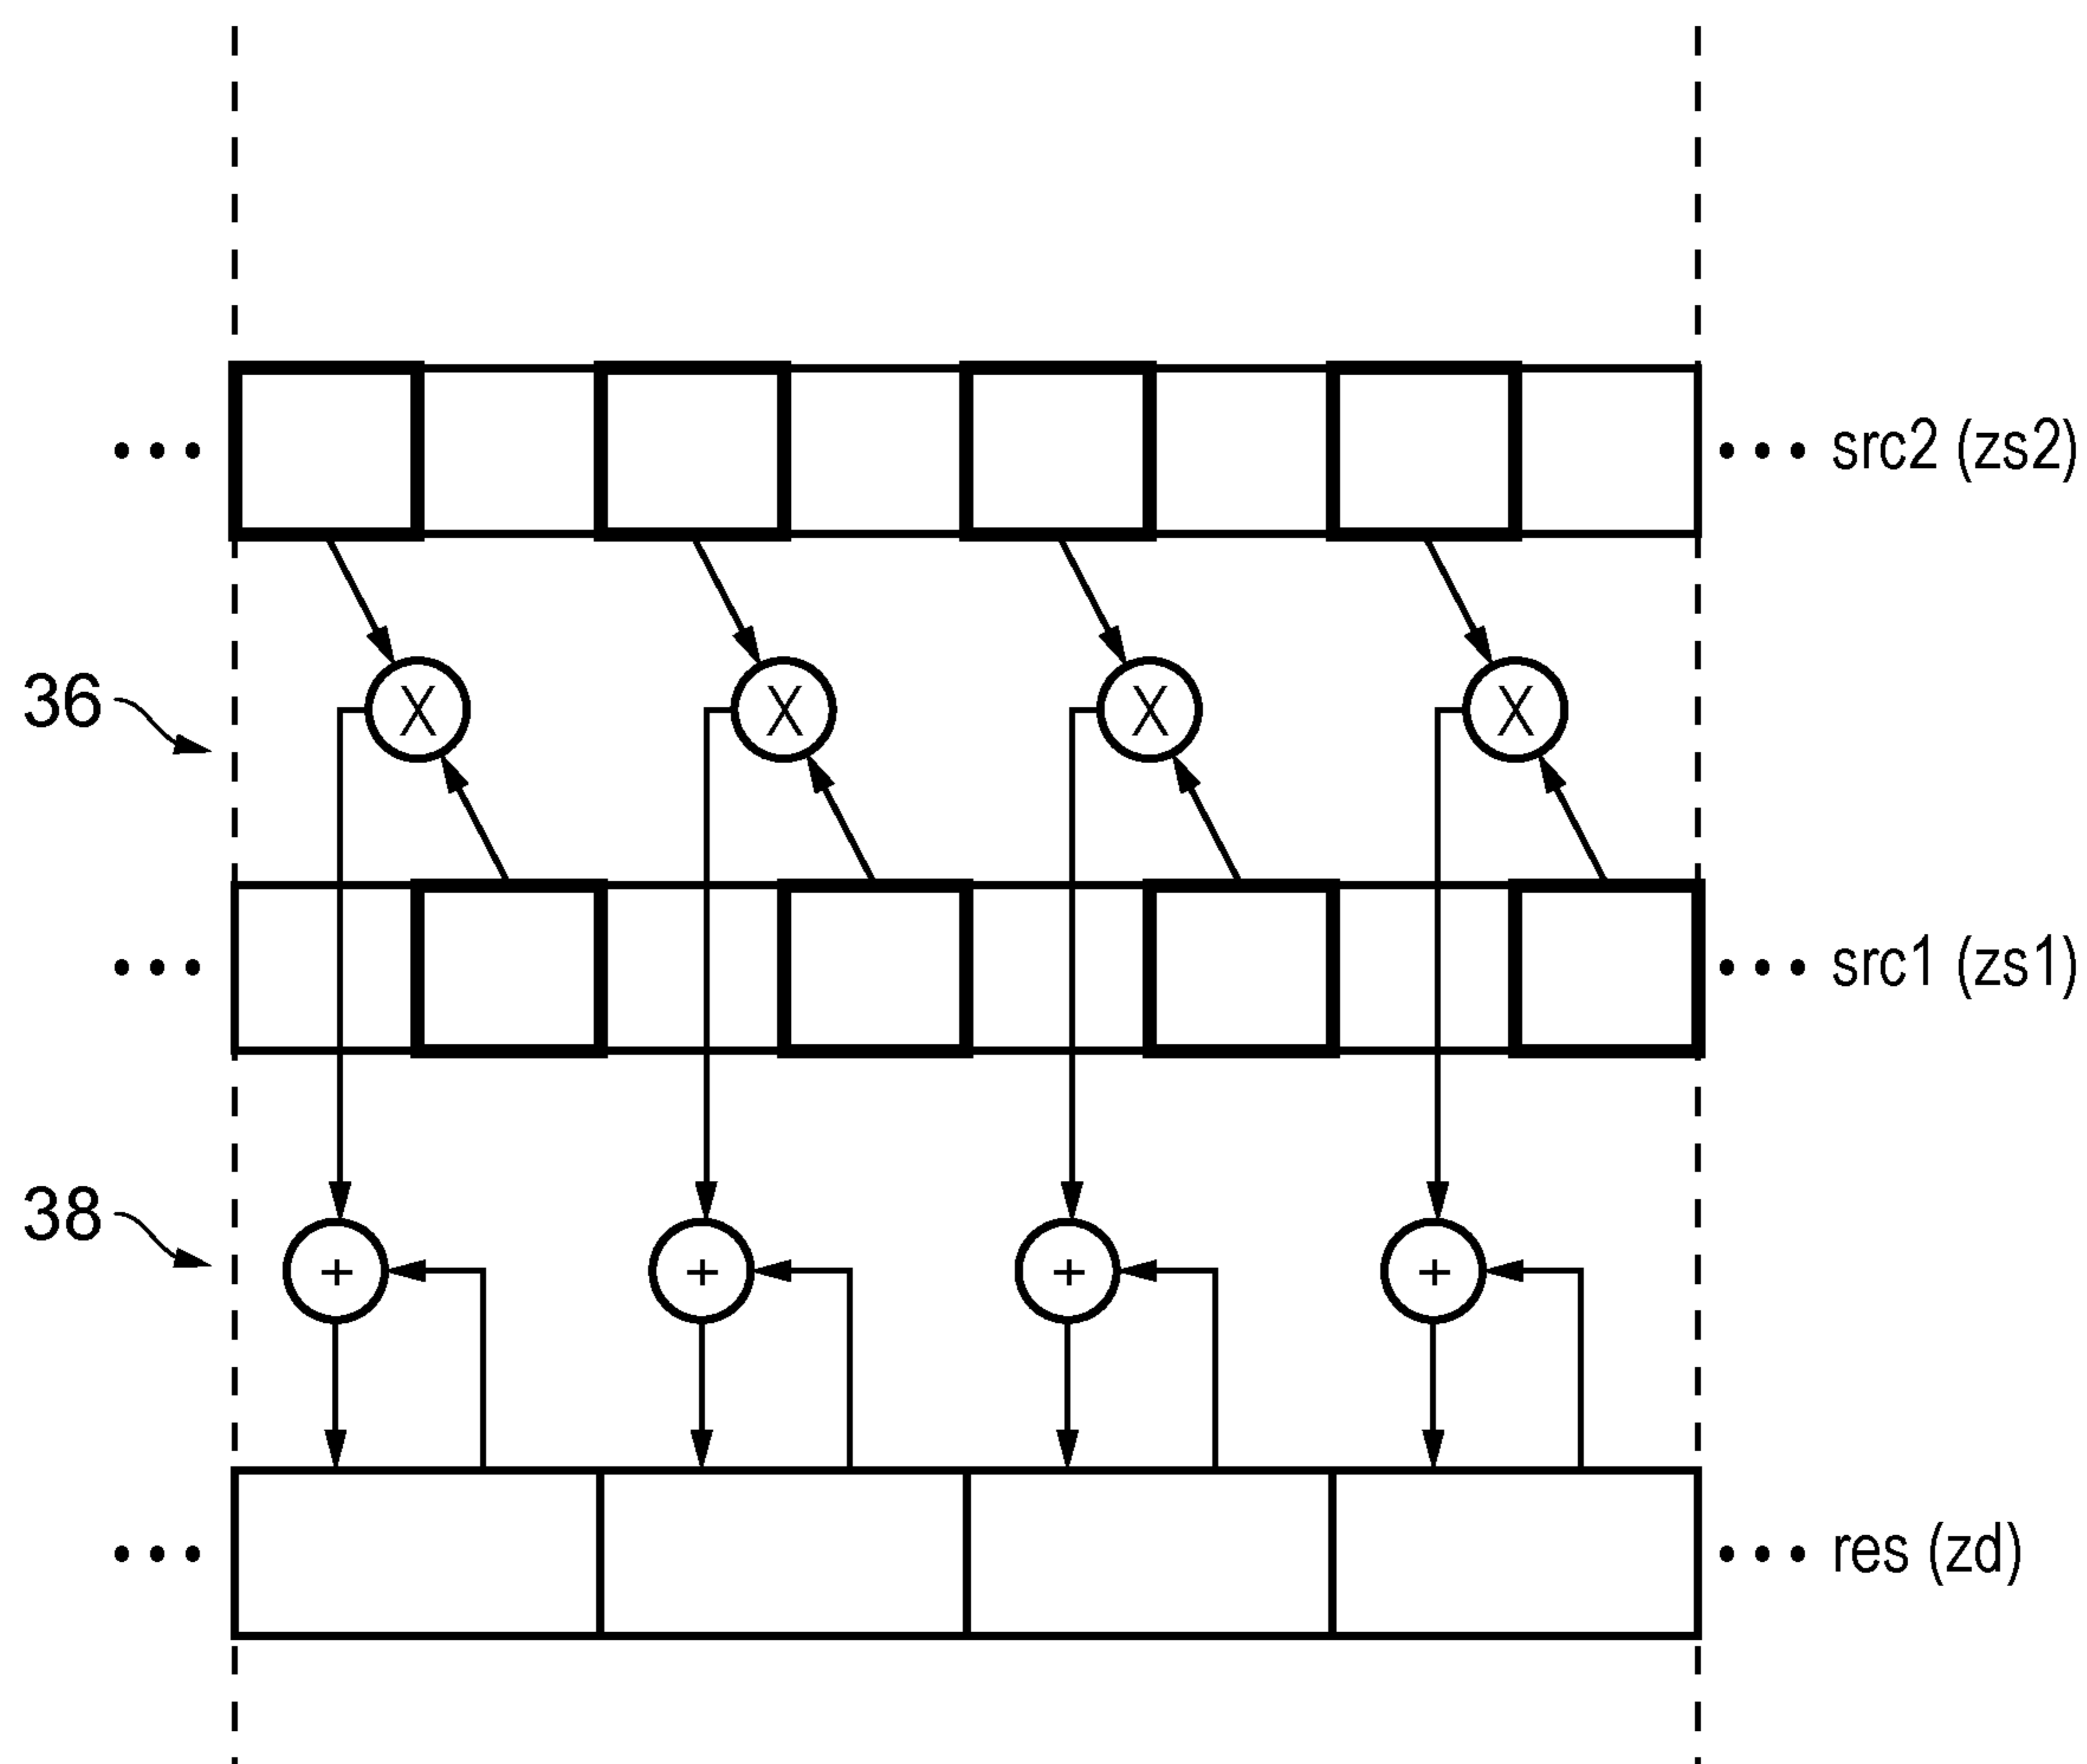 ... ... src2 (zs2)
36 X X X X
... ... src1 (zs1)
38 + + + +
... ... res (zd)